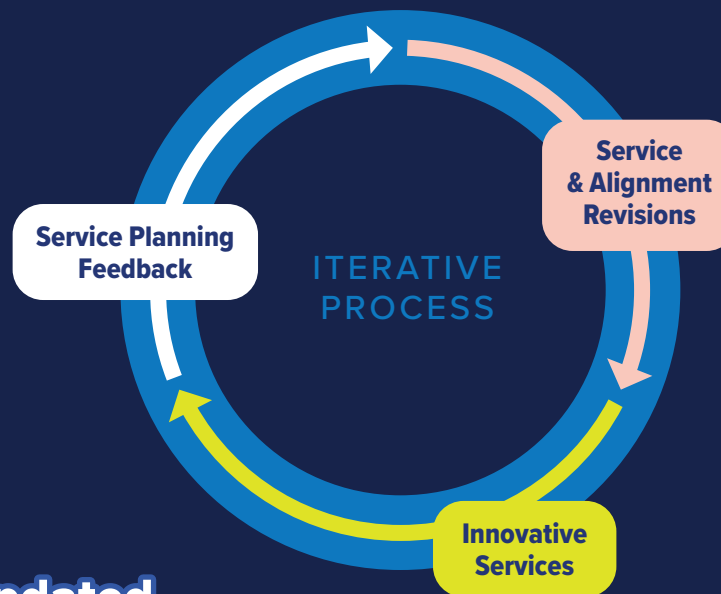 Service
& Alignment
Revisions
Service Planning
Feedback
ITERATIVE
PROCESS
Innovative
Services